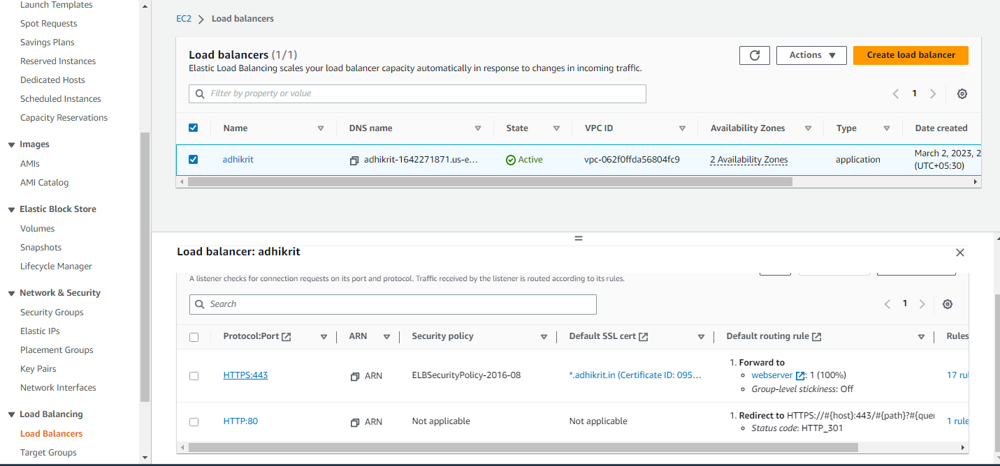 Launch Templates
Spot Requests
Savings Plans
Reserved Instances
Dedicated Hosts
Scheduled Instances
Capacity Reservations
Images
AMIs
AMI Catalog
Elastic Block Store
Volumes
Snapshots
Lifecycle Manager
Network & Security
Security Groups
Elastic IPs
Placement Groups
Key Pairs
Network Interfaces
Load Balancing
Load Balancers
Target Groups
EC2 > Load balancers
Load balancers (1/1)
Elastic Load Balancing scales your load balancer capacity automatically in response to changes in incoming traffic.
Actions
Create load balancer
Filter by property or value
1
Name DNS name State VPC ID Availability Zones Type Date created
adhikrit adhikrit-1642271871.us-e... Active vpc-062f0ffda56804fc9 2 Availability Zones application March 2, 2023, 2
(UTC+05:30)
Load balancer: adhikrit
A listener checks for connection requests on its port and protocol. Traffic received by the listener is routed according to its rules.
Search
1
Protocol:Port ARN Security policy Default SSL cert Default routing rule Rules
HTTPS:443 ARN ELBSecurityPolicy-2016-08 *.adhikrit.in (Certificate ID: 095... 1. Forward to
webserver : 1 (100%)
Group-level stickiness: Off
17 rul
HTTP:80 ARN Not applicable Not applicable 1. Redirect to HTTPS://#{host}:443/#{path}?#{que
Status code: HTTP_301
1 rule